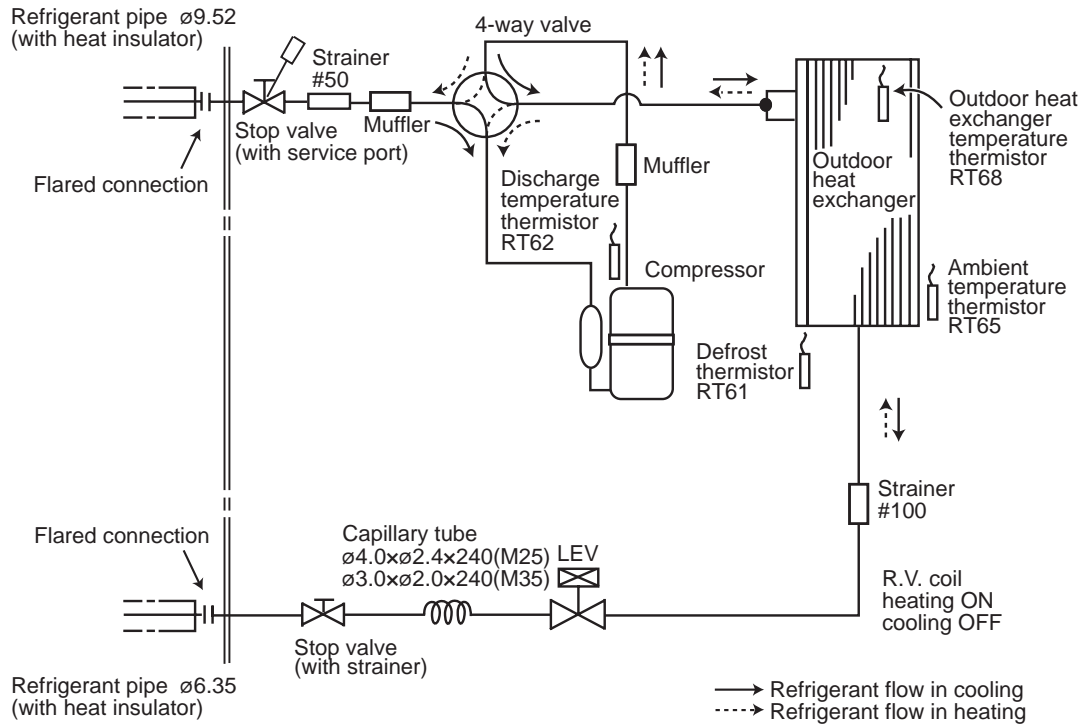 Refrigerant pipe ø9.52
(with heat insulator)
4-way valve
Strainer
#50
Muffler
Stop valve
(with service port)
Flared connection
Discharge
temperature
thermistor
RT62
Muffler
Compressor
Outdoor
heat
exchanger
Outdoor heat
exchanger
temperature
thermistor
RT68
Ambient
temperature
thermistor
RT65
Defrost
thermistor
RT61
Strainer
#100
Flared connection
Capillary tube
ø4.0×ø2.4×240(M25)
ø3.0×ø2.0×240(M35)
LEV
R.V. coil
heating ON
cooling OFF
Stop valve
(with strainer)
Refrigerant pipe ø6.35
(with heat insulator)
Refrigerant flow in cooling
Refrigerant flow in heating